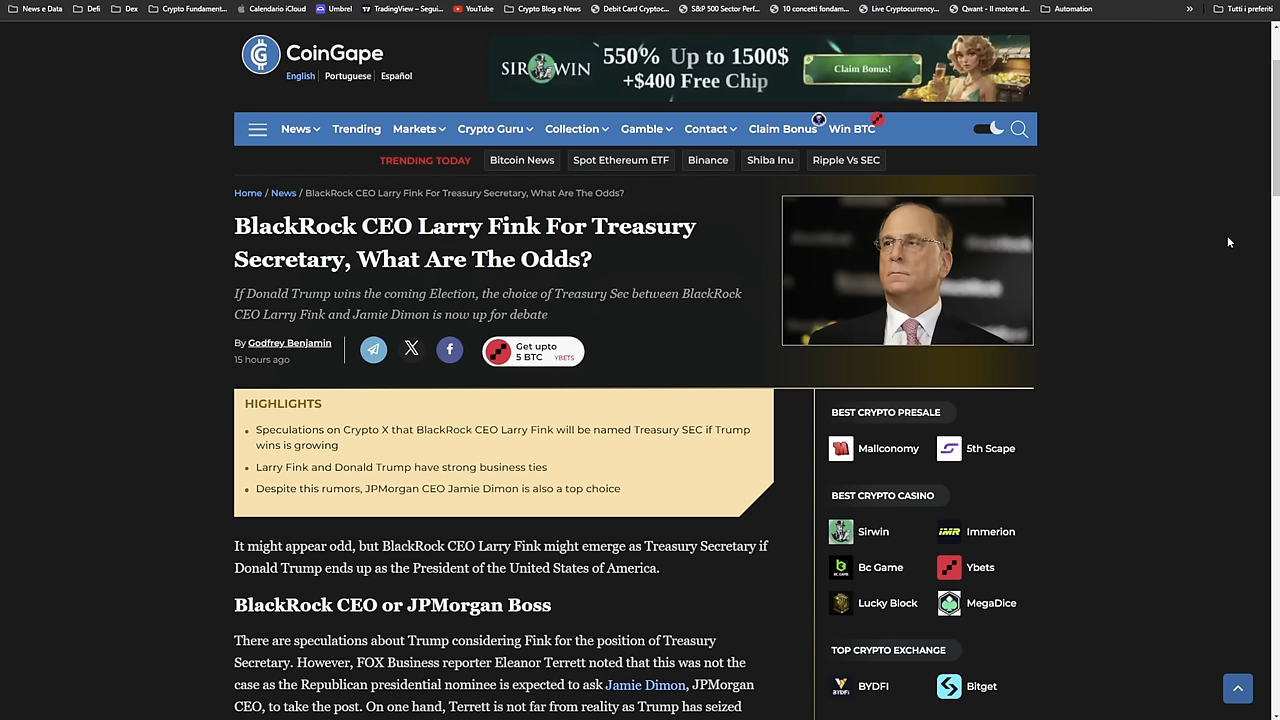 News e Data
Defi
Dex
Crypto Fundament...
Calendario iCloud
Umbrel
TradingView – Segui...
YouTube
Crypto Blog e News
Debit Card Cryptoc...
S&P 500 Sector Perf...
10 concetti fondam...
Live Cryptocurrency...
Qwant - Il motore d...
Automation
»
Tutti i preferiti
CoinGape
English
Portuguese
Español
SIR WIN
550% Up to 1500$
+$400 Free Chip
Claim Bonus!
News
Trending
Markets
Crypto Guru
Collection
Gamble
Contact
Claim Bonus
Win BTC
TRENDING TODAY
Bitcoin News
Spot Ethereum ETF
Binance
Shiba Inu
Ripple Vs SEC
Home / News / BlackRock CEO Larry Fink For Treasury Secretary, What Are The Odds?
BlackRock CEO Larry Fink For Treasury
Secretary, What Are The Odds?
If Donald Trump wins the coming Election, the choice of Treasury Sec between BlackRock
CEO Larry Fink and Jamie Dimon is now up for debate
By Godfrey Benjamin
15 hours ago
Get upto
5 BTC YBETS
HIGHLIGHTS
Speculations on Crypto X that BlackRock CEO Larry Fink will be named Treasury SEC if Trump
wins is growing
Larry Fink and Donald Trump have strong business ties
Despite this rumors, JPMorgan CEO Jamie Dimon is also a top choice
It might appear odd, but BlackRock CEO Larry Fink might emerge as Treasury Secretary if
Donald Trump ends up as the President of the United States of America.
BlackRock CEO or JPMorgan Boss
There are speculations about Trump considering Fink for the position of Treasury
Secretary. However, FOX Business reporter Eleanor Terrett noted that this was not the
case as the Republican presidential nominee is expected to ask Jamie Dimon, JPMorgan
CEO, to take the post. On one hand, Terrett is not far from reality as Trump has seized
BEST CRYPTO PRESALE
Mallconomy
5th Scape
BEST CRYPTO CASINO
Sirwin
IMR
Immerion
BC.GAME
Bc Game
Ybets
Lucky Block
MegaDice
TOP CRYPTO EXCHANGE
BYDFI
BYDFI
Bitget